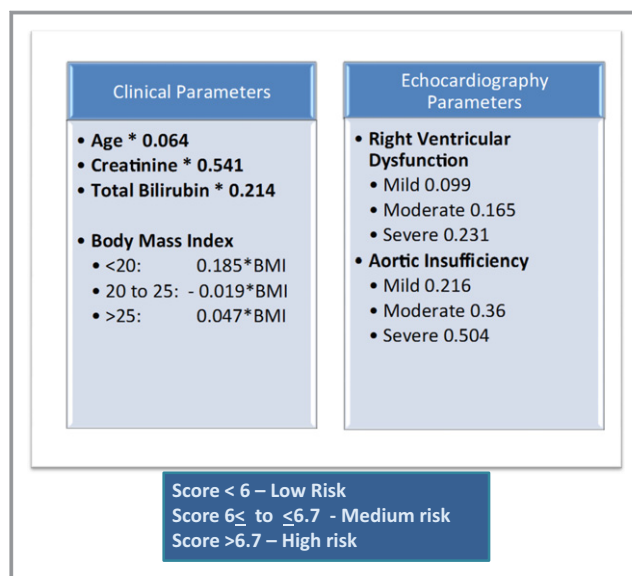 Clinical Parameters
• Age * 0.064
• Creatinine * 0.541
• Total Bilirubin * 0.214
• Body Mass Index
• <20: 0.185*BMI
• 20 to 25: - 0.019*BMI
• >25: 0.047*BMI
Echocardiography
Parameters
• Right Ventricular
Dysfunction
• Mild 0.099
• Moderate 0.165
• Severe 0.231
• Aortic Insufficiency
• Mild 0.216
• Moderate 0.36
• Severe 0.504
Score < 6 – Low Risk
Score 6≤ to ≤6.7 - Medium risk
Score >6.7 – High risk